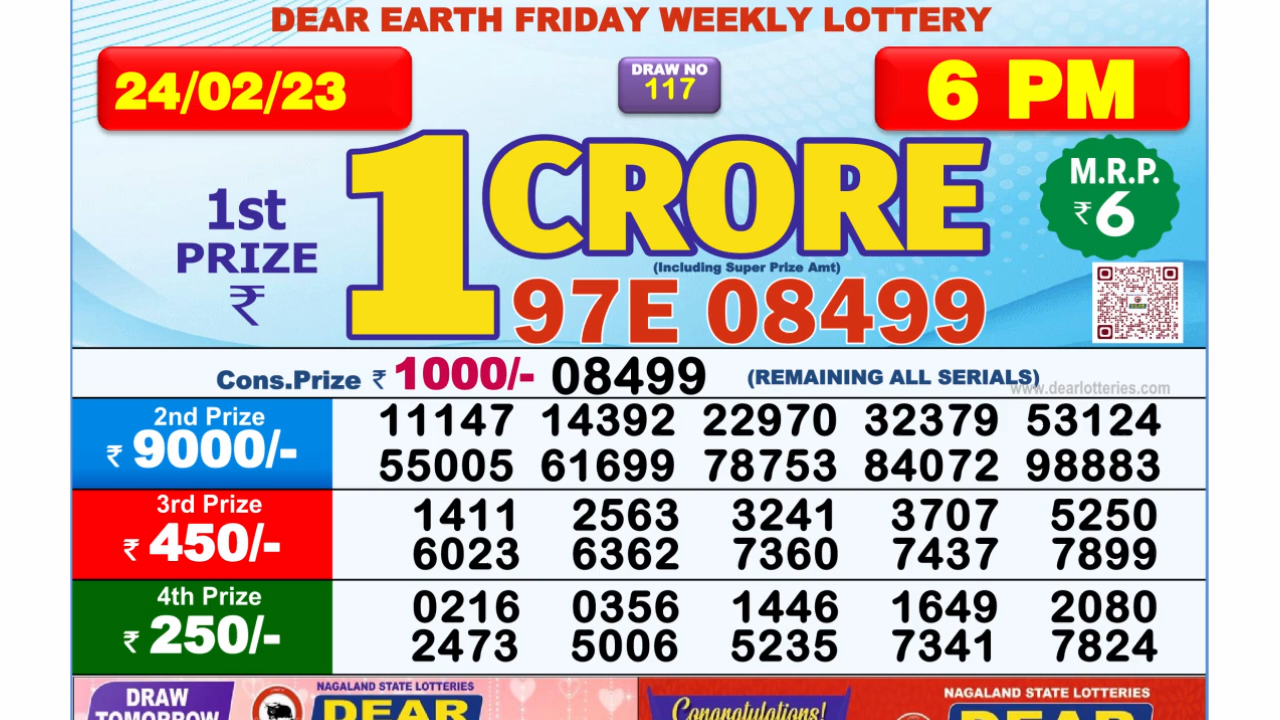 DEAR EARTH FRIDAY WEEKLY LOTTERY
24/02/23
DRAW NO
117
6 PM
1st
PRIZE
₹
1 CRORE
(Including Super Prize Amt)
97E 08499
M.R.P.
₹ 6
Cons.Prize ₹ 1000/- 08499 (REMAINING ALL SERIALS)
www.dearlotteries.com
2nd Prize
₹ 9000/-
11147 14392 22970 32379 53124
55005 61699 78753 84072 98883
3rd Prize
₹ 450/-
1411 2563 3241 3707 5250
6023 6362 7360 7437 7899
4th Prize
₹ 250/-
0216 0356 1446 1649 2080
2473 5006 5235 7341 7824
DRAW
TOMORROW
NAGALAND STATE LOTTERIES
DEAR
Congratulations!
NAGALAND STATE LOTTERIES
DEAR